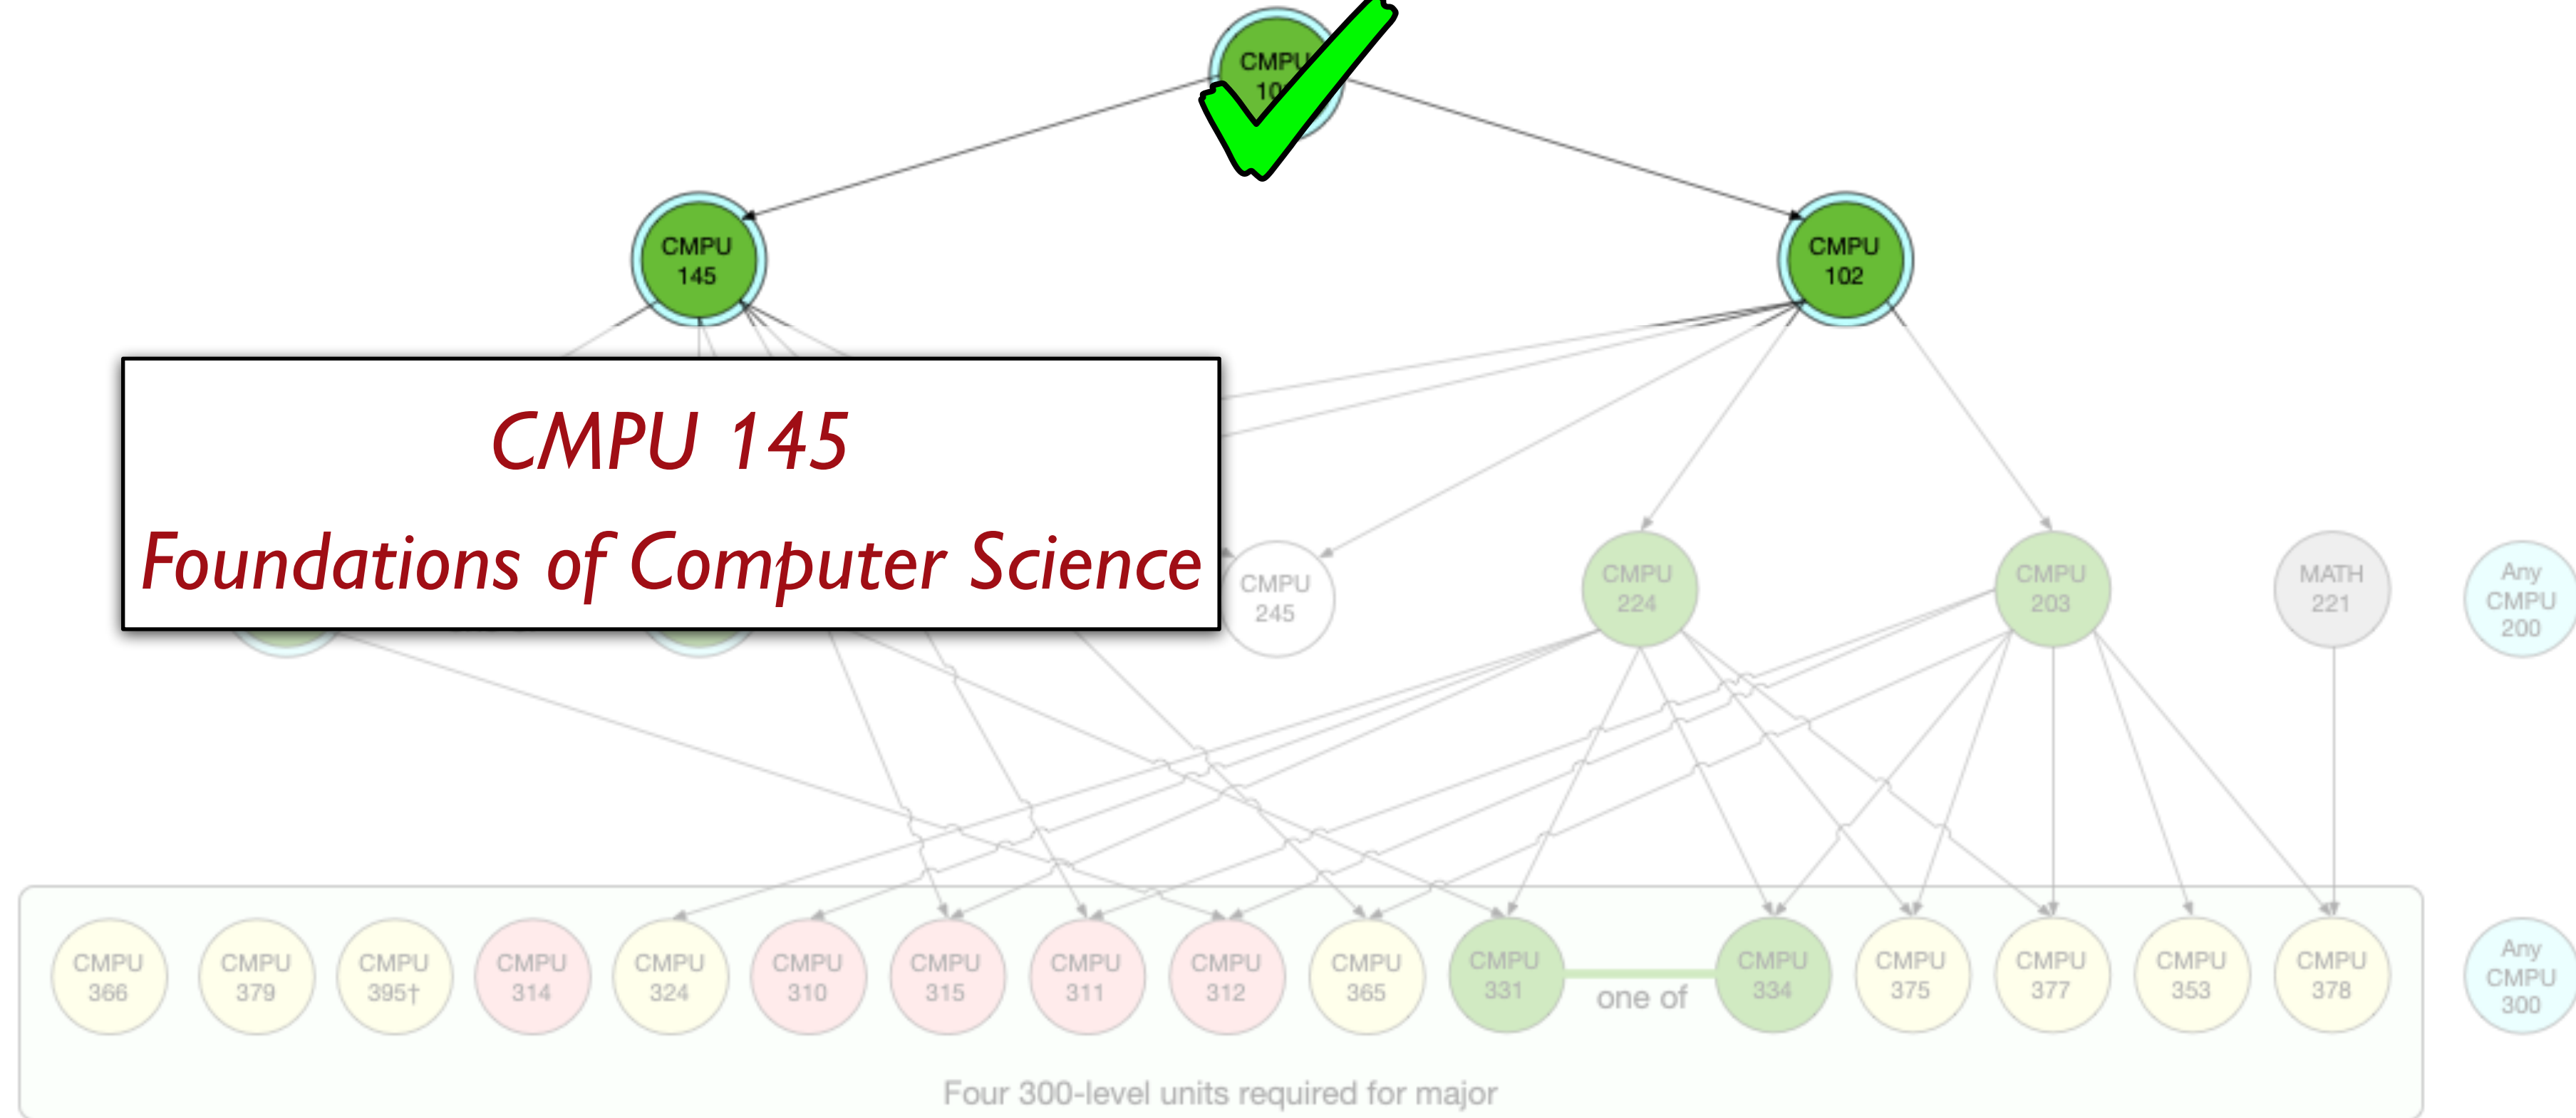 CMPU
CMPU
145
CMPU
102
CMPU 145
Foundations of Computer Science
CMPU
245
CMPU
224
CMPU
203
MATH
221
Any
CMPU
200
CMPU
366
CMPU
379
CMPU
395†
CMPU
314
CMPU
324
CMPU
310
CMPU
315
CMPU
311
CMPU
312
CMPU
365
CMPU
331
one of
CMPU
334
CMPU
375
CMPU
377
CMPU
353
CMPU
378
Any
CMPU
300
Four 300-level units required for major